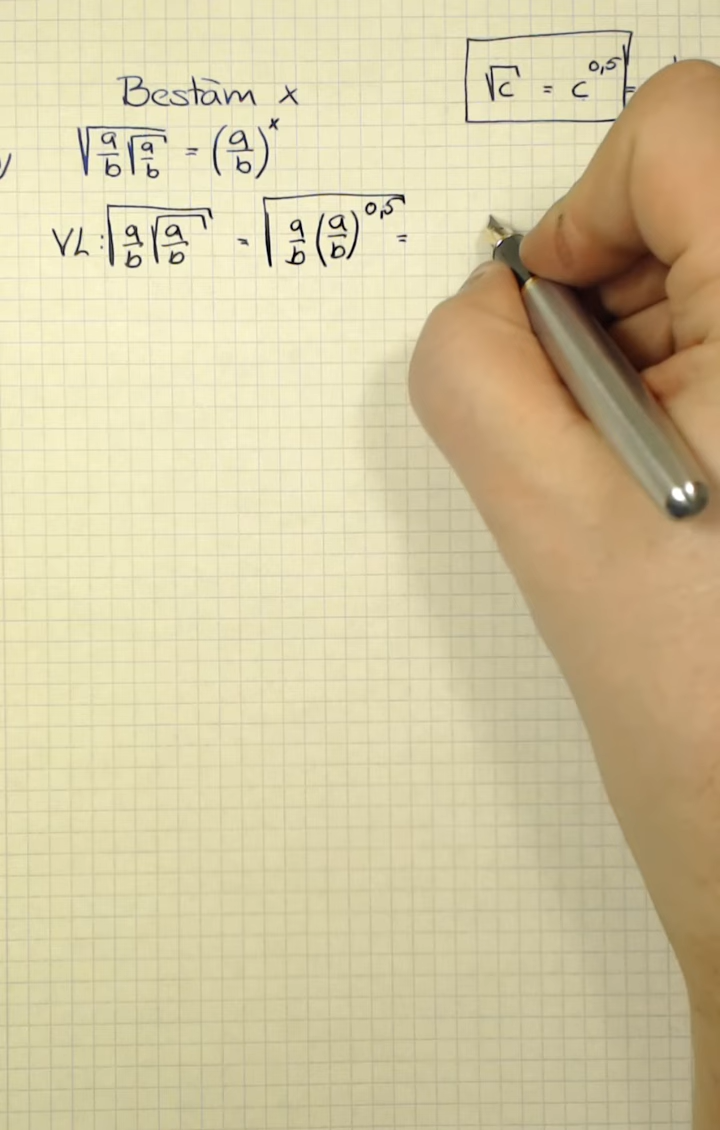 Bestäm x
√c = c^0,5 =
√(a/b √(a/b)) = (a/b)^x
VL: √(a/b √(a/b)) = √(a/b (a/b)^0,5) =